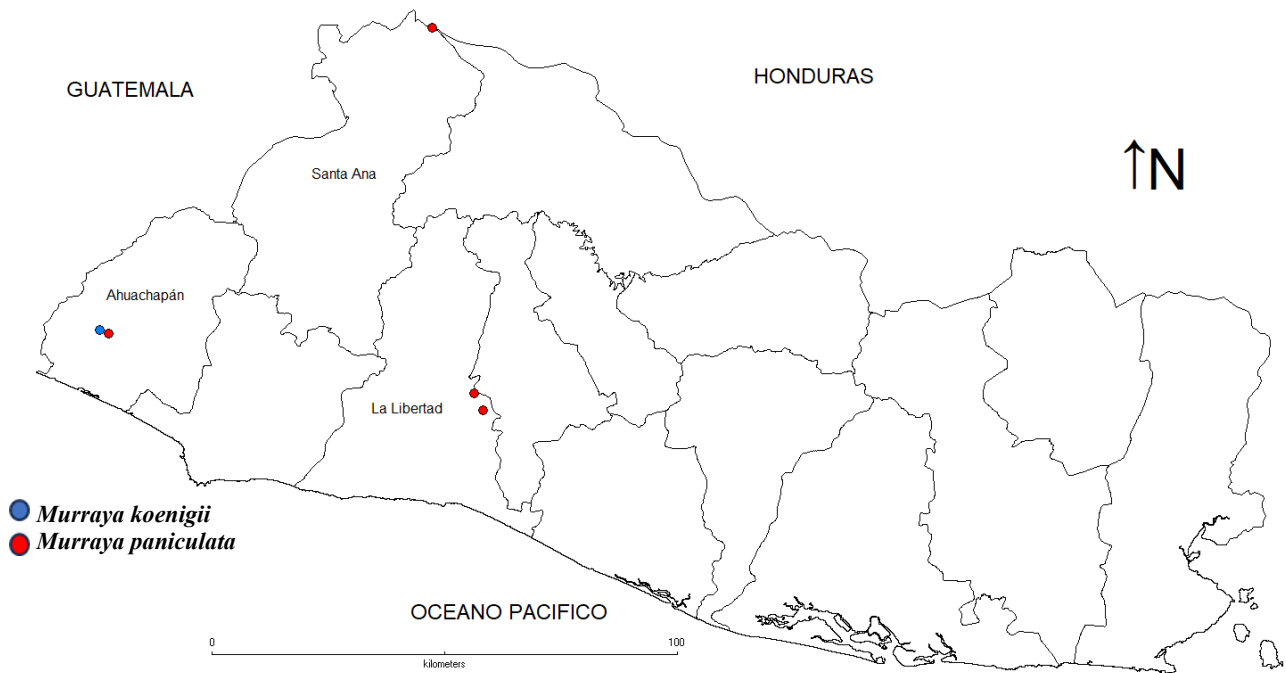 GUATEMALA
HONDURAS
↑N
Santa Ana
Ahuachapán
La Libertad
Murraya koenigii
Murraya paniculata
OCEANO PACIFICO
0 100
kilometers